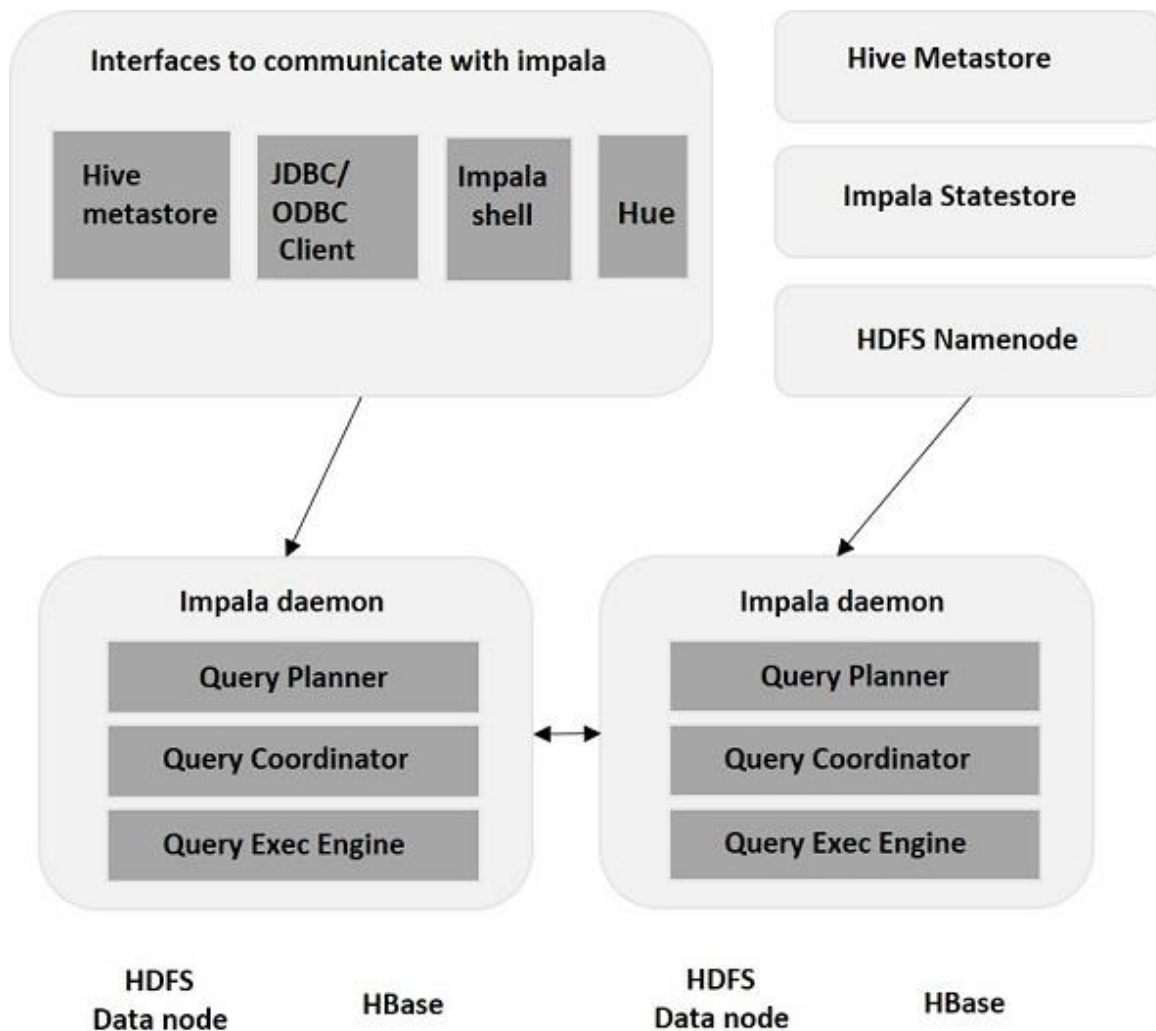 Interfaces to communicate with impala
Hive
metastore
JDBC/
ODBC
Client
Impala
shell
Hue
Hive Metastore
Impala Statestore
HDFS Namenode
Impala daemon
Query Planner
Query Coordinator
Query Exec Engine
Impala daemon
Query Planner
Query Coordinator
Query Exec Engine
HDFS
Data node
HBase
HDFS
Data node
HBase